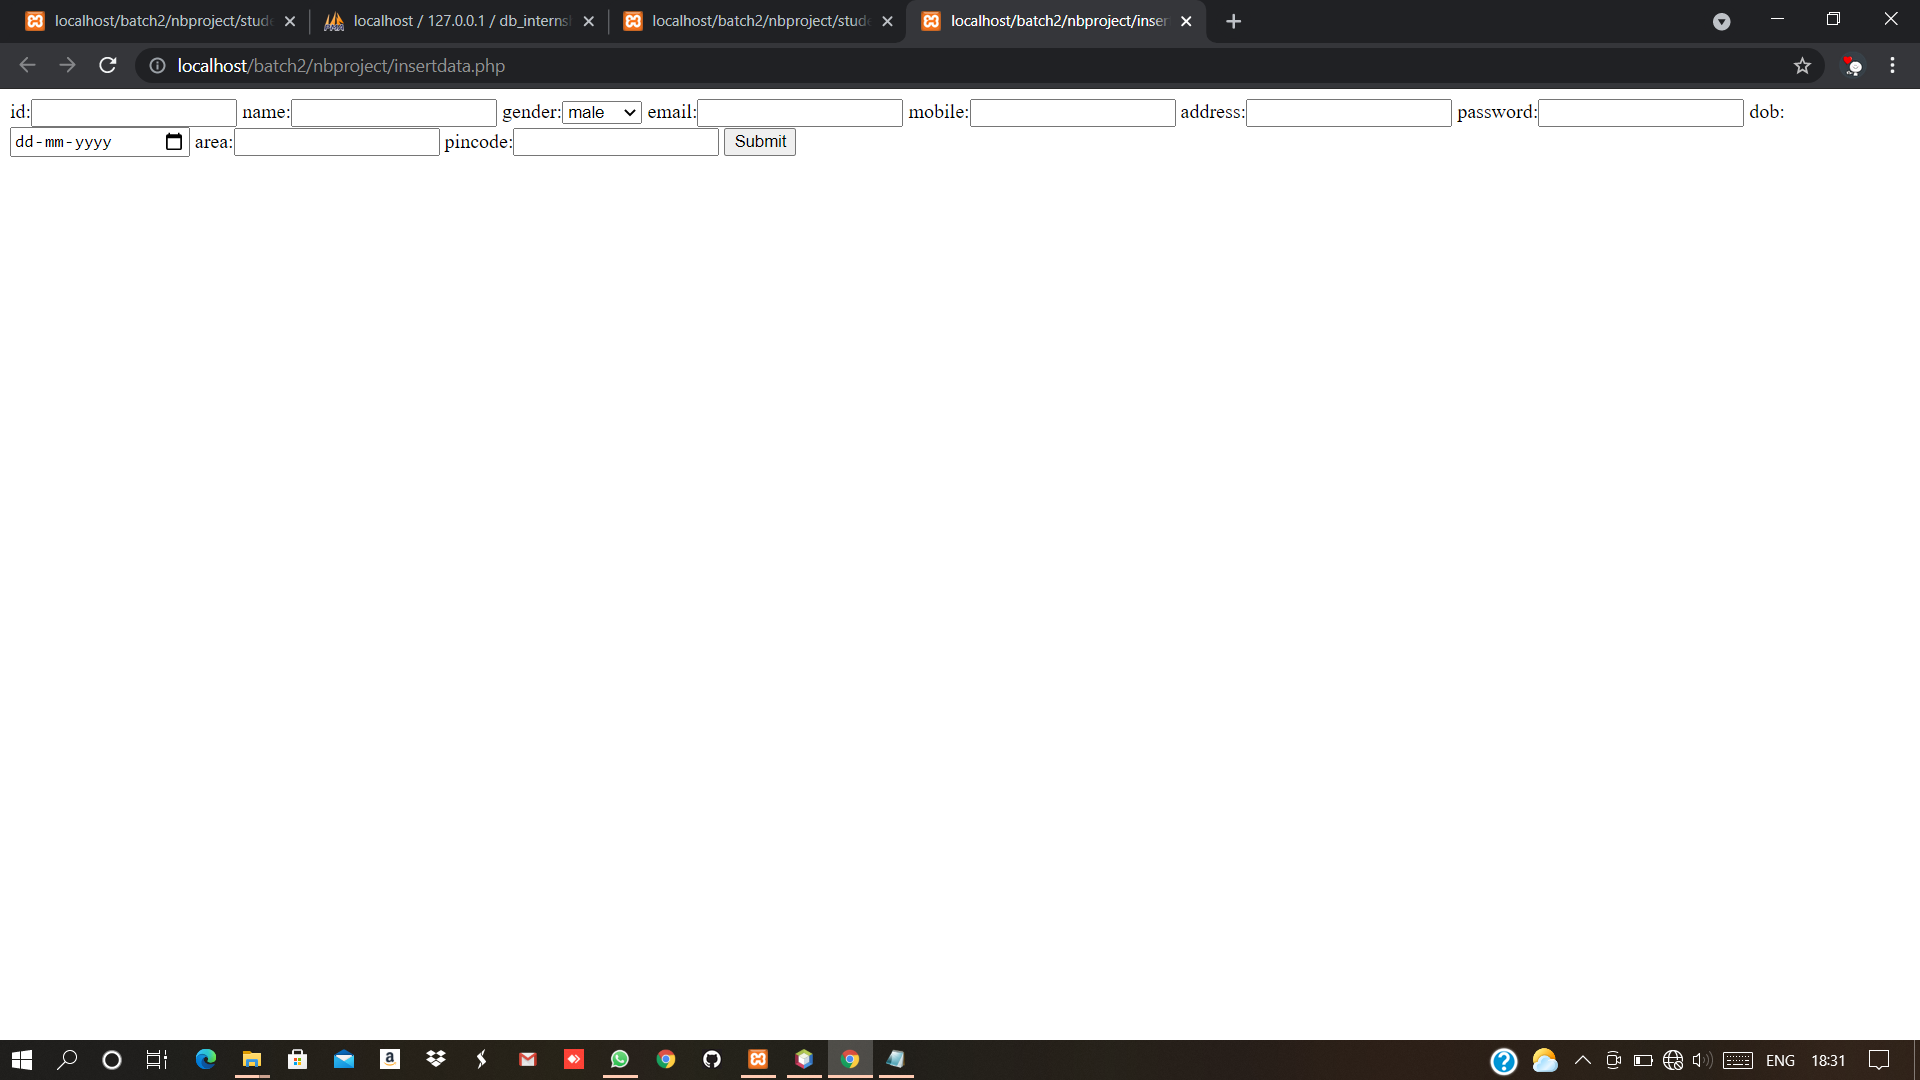 localhost/batch2/nbproject/stude localhost / 127.0.0.1 / db_interns localhost/batch2/nbproject/stude localhost/batch2/nbproject/inser
localhost/batch2/nbproject/insertdata.php
id: name: gender: male email: mobile: address: password: dob:
dd-mm-yyyy area: pincode: Submit
ENG 18:31